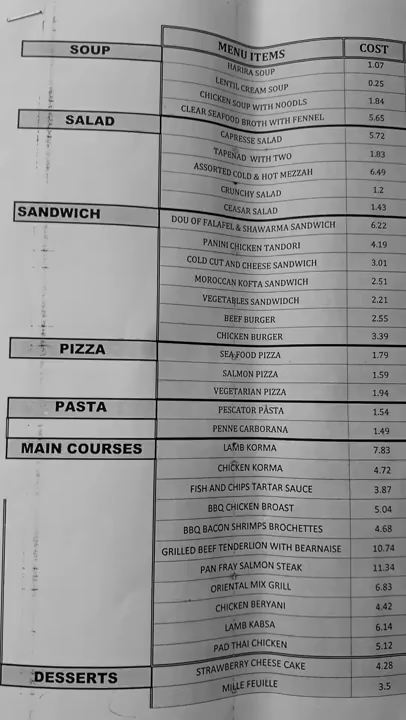 MENU ITEMS COST
SOUP
HARIRA SOUP 1.07
LENTIL CREAM SOUP 0.25
CHICKEN SOUP WITH NOODLS 1.84
CLEAR SEAFOOD BROTH WITH FENNEL 5.65
SALAD
CAPRESSE SALAD 5.72
TAPENAD WITH TWO 1.83
ASSORTED COLD & HOT MEZZAH 6.49
CRUNCHY SALAD 1.2
CEASAR SALAD 1.43
SANDWICH
DOU OF FALAFEL & SHAWARMA SANDWICH 6.22
PANINI CHICKEN TANDORI 4.19
COLD CUT AND CHEESE SANDWICH 3.01
MOROCCAN KOFTA SANDWICH 2.51
VEGETABLES SANDWIDCH 2.21
BEEF BURGER 2.55
CHICKEN BURGER 3.39
PIZZA
SEA FOOD PIZZA 1.79
SALMON PIZZA 1.59
VEGETARIAN PIZZA 1.94
PASTA
PESCATOR PASTA 1.54
PENNE CARBORANA 1.49
MAIN COURSES
LAMB KORMA 7.83
CHICKEN KORMA 4.72
FISH AND CHIPS TARTAR SAUCE 3.87
BBQ CHICKEN BROAST 5.04
BBQ BACON SHRIMPS BROCHETTES 4.68
GRILLED BEEF TENDERLION WITH BEARNAISE 10.74
PAN FRAY SALMON STEAK 11.34
ORIENTAL MIX GRILL 6.83
CHICKEN BERYANI 4.42
LAMB KABSA 6.14
PAD THAI CHICKEN 5.12
DESSERTS
STRAWBERRY CHEESE CAKE 4.28
MILLE FEUILLE 3.5